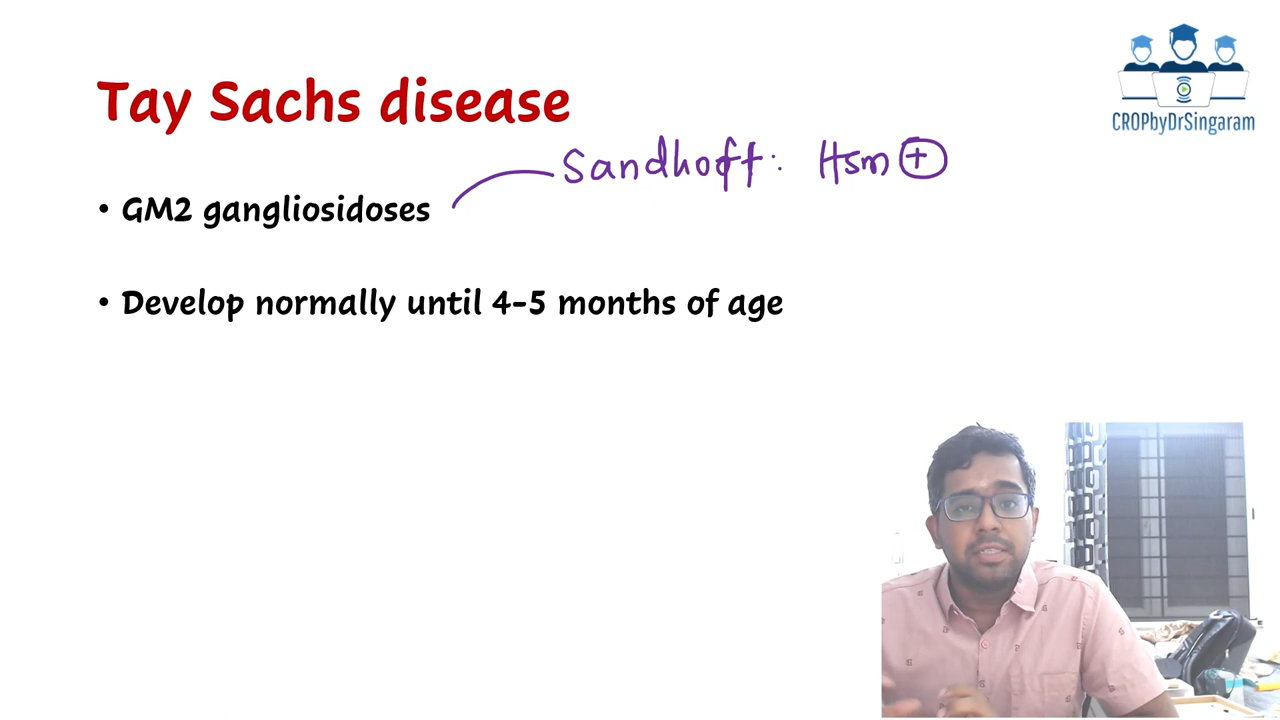 CROPbyDrSingaram
Tay Sachs disease
Sandhoff: HSm +
• GM2 gangliosidoses
• Develop normally until 4-5 months of age